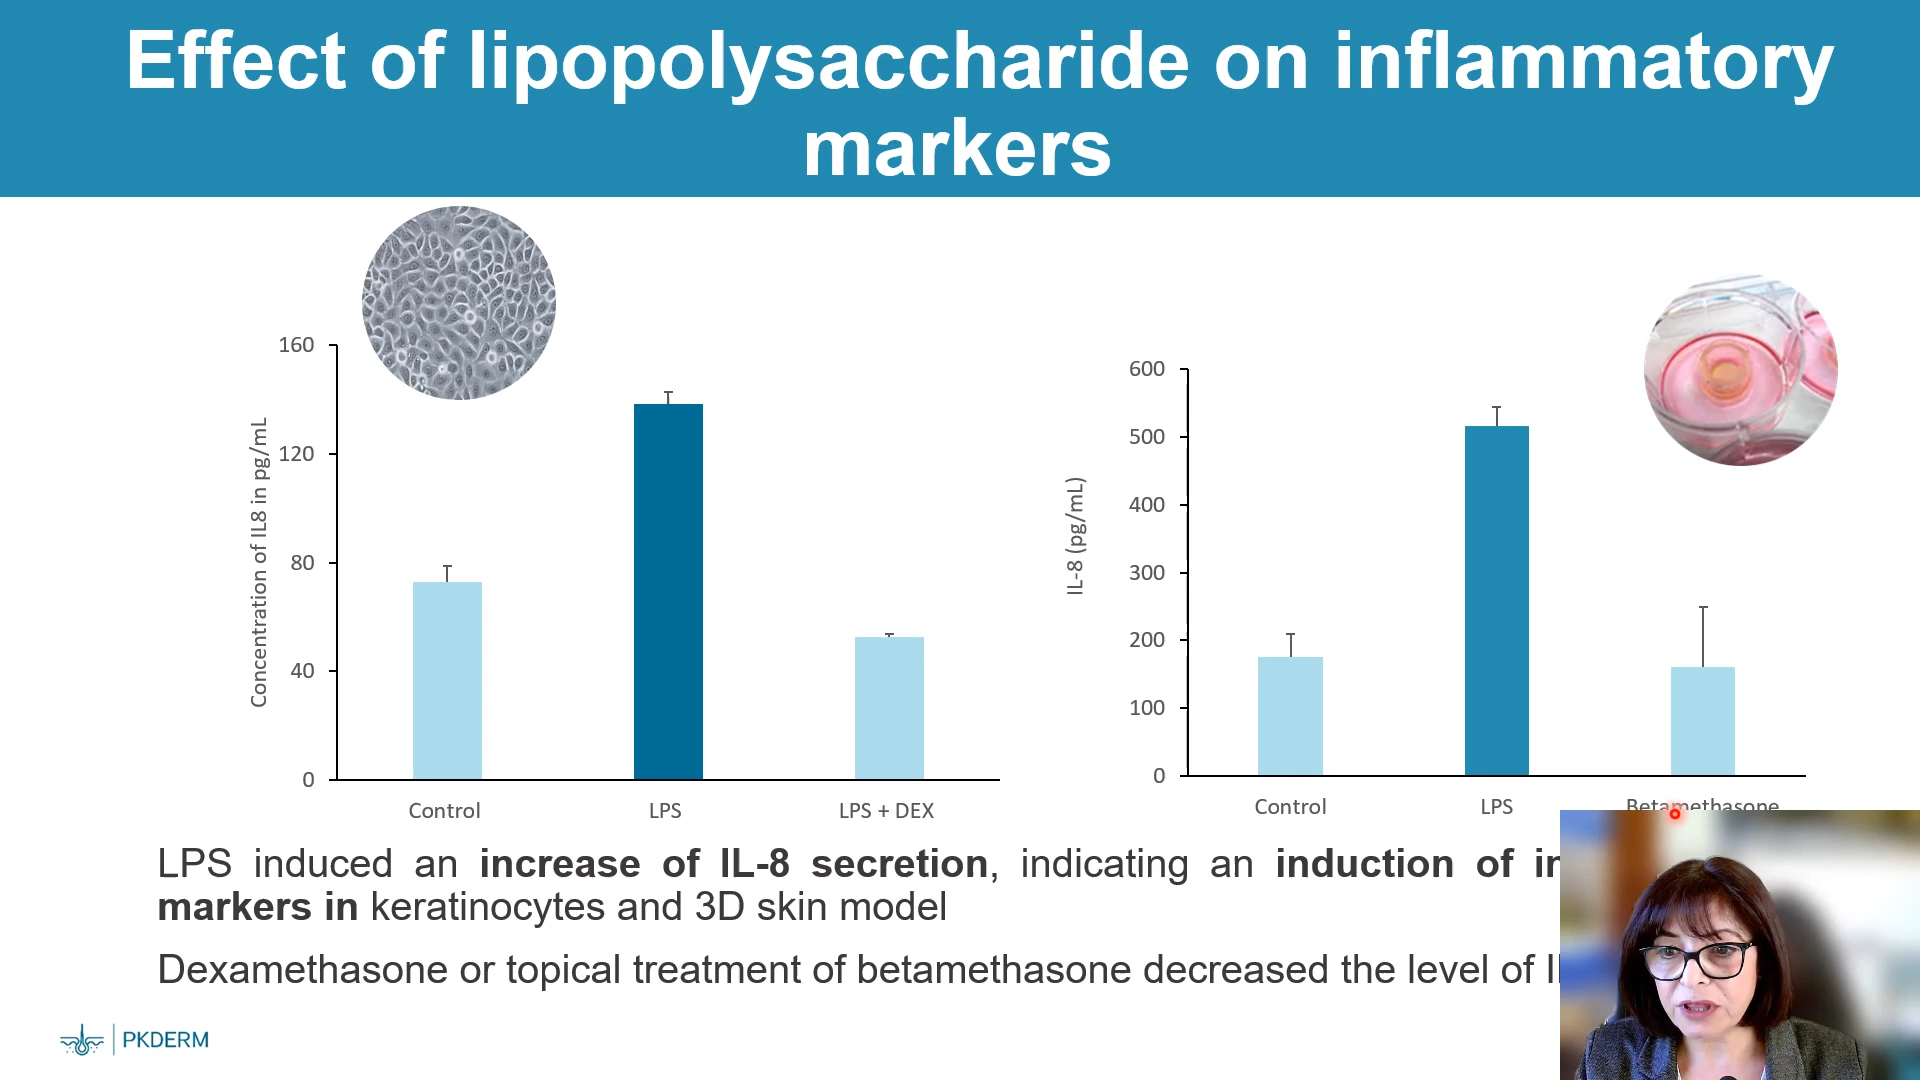 Effect of lipopolysaccharide on inflammatory
markers
160
120
80
40
0
Concentration of IL8 in pg/mL
Control
LPS
LPS + DEX
600
500
400
300
200
100
0
IL-8 (pg/mL)
Control
LPS
Betamethasone
LPS induced an increase of IL-8 secretion, indicating an induction of
markers in keratinocytes and 3D skin model
Dexamethasone or topical treatment of betamethasone decreased the level of
PKDERM